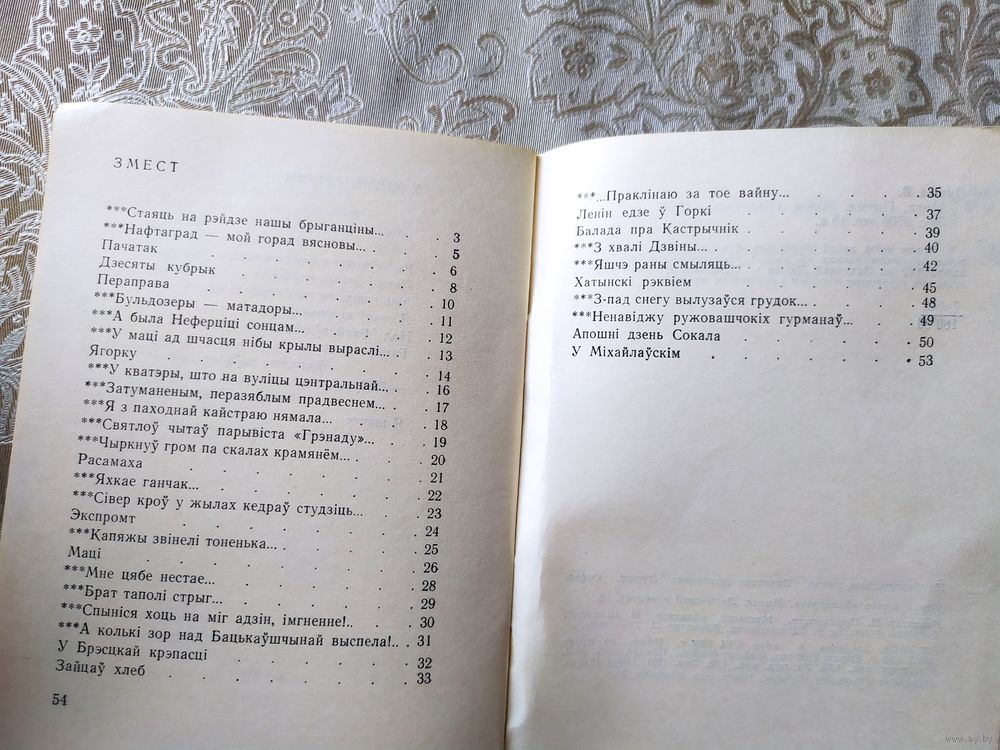 ЗМЕСТ
***Стаяць на рэйдзе нашы брыганціны... 3
***Нафтаград — мой горад вясновы... 5
Пачатак 6
Дзесяты кубрык 8
Пераправа 10
***Бульдозеры — матадоры... 11
***А была Неферціці сонцам... 12
***У маці ад шчасця нібы крылы выраслі... 13
Ягорку 14
***У кватэры, што на вуліцы цэнтральнай... 16
***Затуманеным, перазяблым прадвеснем... 17
***Я з паходнай кайстраю нямала... 18
***Святлоў чытаў парывіста «Грэнаду»... 19
***Чыркнуў гром па скалах крамянём... 20
Расамаха 21
***Яхкае ганчак... 22
***Сівер кроў у жылах кедраў студзіць... 23
Экспромт 24
***Капяжы звінелі тоненька... 25
Маці 26
***Мне цябе нестае... 28
***Брат таполі стрыг... 29
***Спыніся хоць на міг адзін, імгненне!.. 30
***А колькі зор над Бацькаўшчынай выспела!.. 31
У Брэсцкай крэпасці 32
Зайцаў хлеб 33
54
***...Праклінаю за тое вайну... 35
Ленін едзе ў Горкі 37
Балада пра Кастрычнік 39
***З хвалі Дзвіны... 40
***Яшчэ раны смыляць... 42
Хатынскі рэквіем 45
***З-пад снегу вылузаўся грудок... 48
***Ненавіджу ружовашчокіх гурманаў... 49
Апошні дзень Сокала 50
У Міхайлаўскім 53
www.ay.by